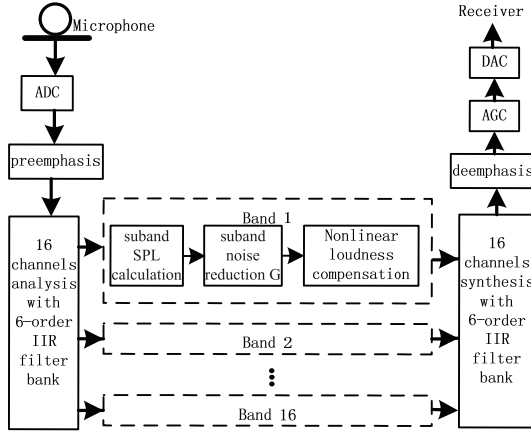 Microphone
ADC
preemphasis
16
channels
analysis
with
6-order
IIR
filter
bank
Band 1
suband
SPL
calculation
suband
noise
reduction G
Nonlinear
loudness
compensation
Band 2
Band 16
Receiver
DAC
AGC
deemphasis
16
channels
synthesis
with
6-order
IIR
filter
bank